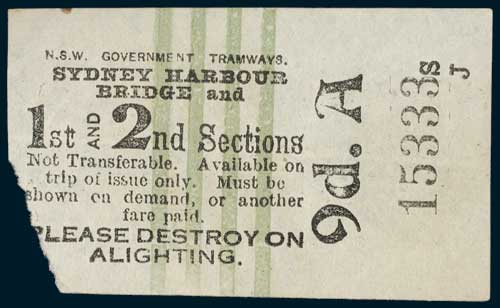 N.S.W. GOVERNMENT TRAMWAYS.
SYDNEY HARBOUR
BRIDGE and
1st AND 2nd Sections
Not Transferable. Available on
trip of issue only. Must be
shown on demand, or another
fare paid.
PLEASE DESTROY ON
ALIGHTING.
9d. A
15333
S
J